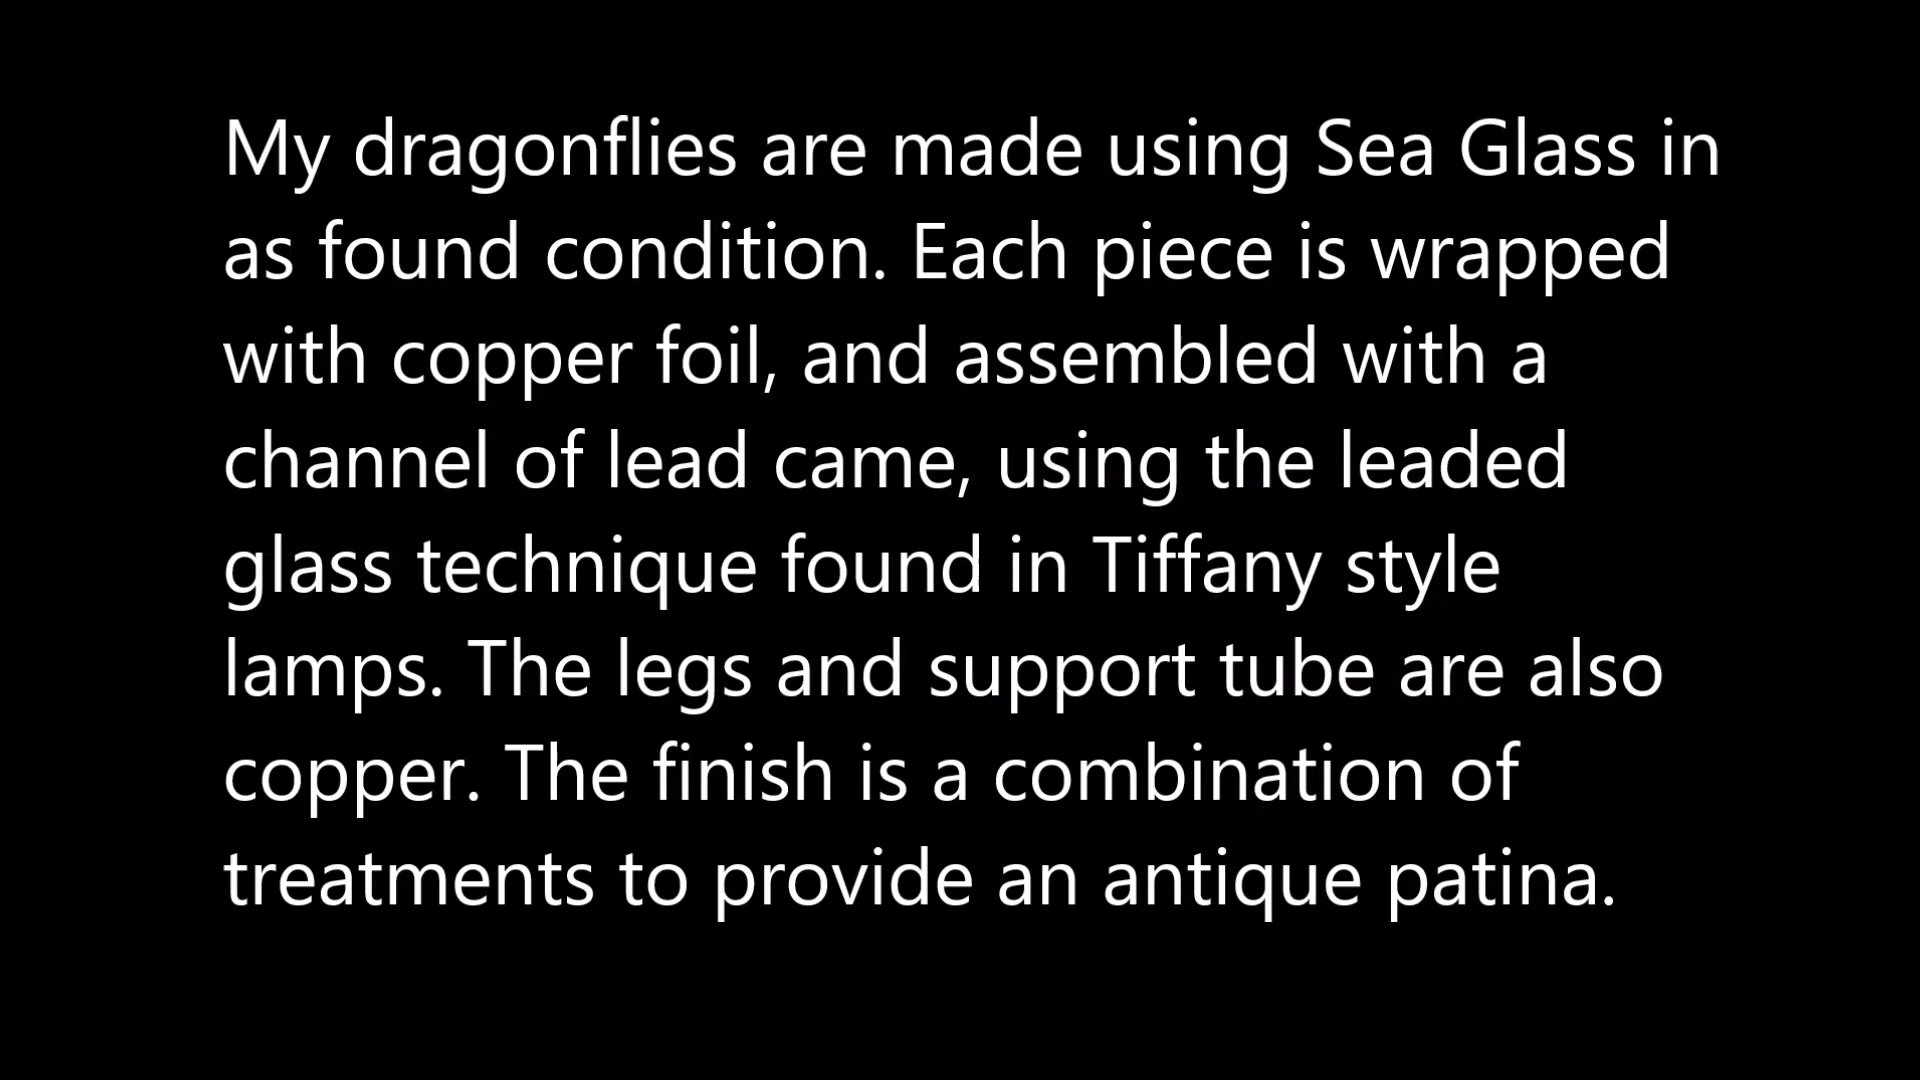 My dragonflies are made using Sea Glass in
as found condition. Each piece is wrapped
with copper foil, and assembled with a
channel of lead came, using the leaded
glass technique found in Tiffany style
lamps. The legs and support tube are also
copper. The finish is a combination of
treatments to provide an antique patina.